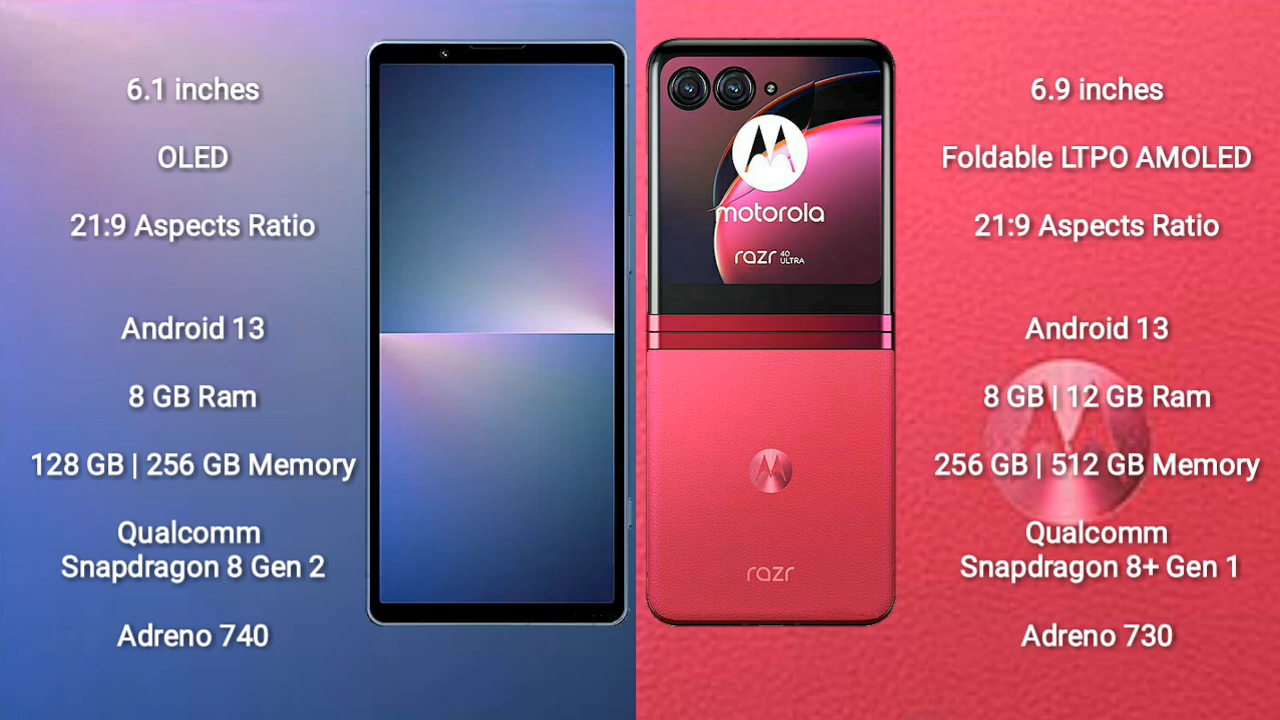 6.1 inches
OLED
21:9 Aspects Ratio
Android 13
8 GB Ram
128 GB | 256 GB Memory
Qualcomm
Snapdragon 8 Gen 2
Adreno 740
motorola
razr 40 ULTRA
razr
6.9 inches
Foldable LTPO AMOLED
21:9 Aspects Ratio
Android 13
8 GB | 12 GB Ram
256 GB | 512 GB Memory
Qualcomm
Snapdragon 8+ Gen 1
Adreno 730